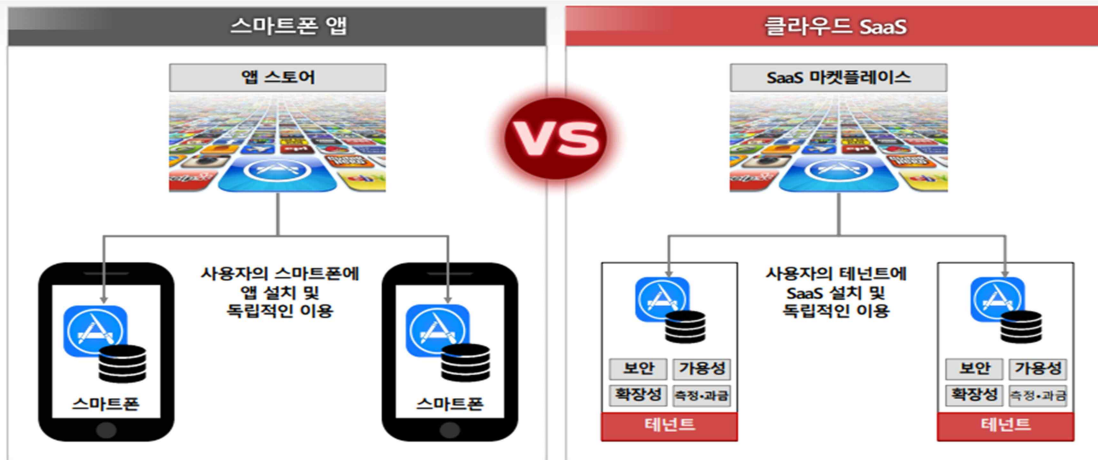 스마트폰 앱
앱 스토어
사용자의 스마트폰에
앱 설치 및
독립적인 이용
스마트폰
스마트폰
VS
클라우드 SaaS
SaaS 마켓플레이스
사용자의 테넌트에
SaaS 설치 및
독립적인 이용
보안 가용성
확장성 측정•과금
테넌트
보안 가용성
확장성 측정•과금
테넌트